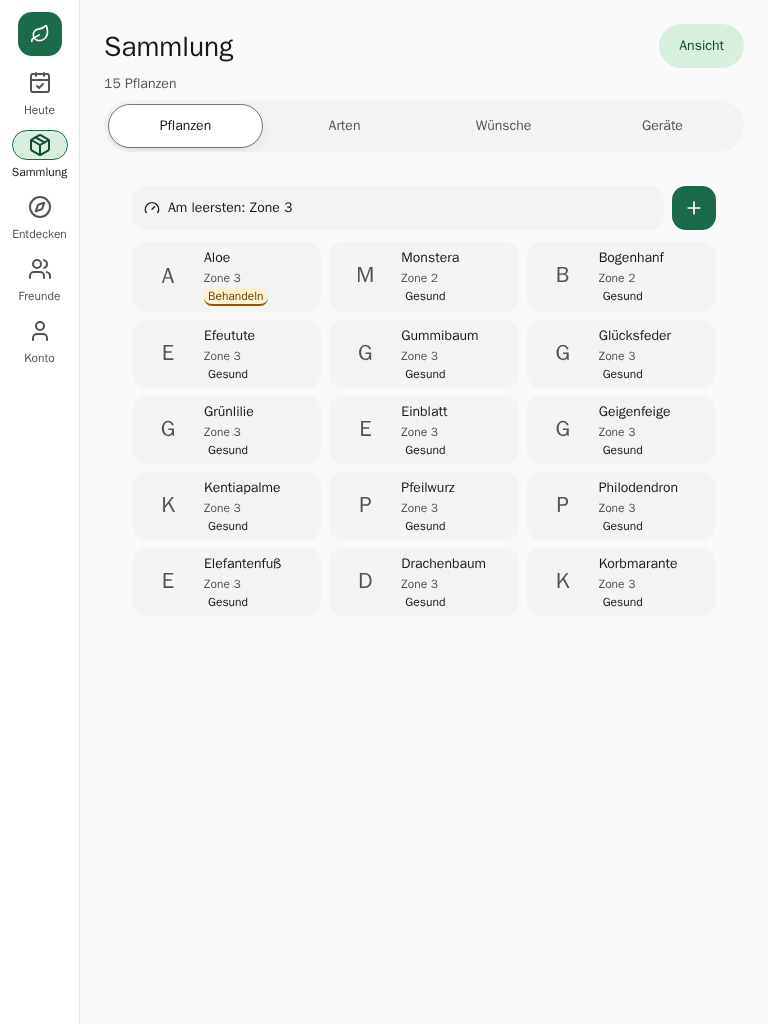 Heute
Sammlung
Entdecken
Freunde
Konto
Sammlung
Ansicht
15 Pflanzen
Pflanzen
Arten
Wünsche
Geräte
Am leersten: Zone 3
A
Aloe
Zone 3
Behandeln
M
Monstera
Zone 2
Gesund
B
Bogenhanf
Zone 2
Gesund
E
Efeutute
Zone 3
Gesund
G
Gummibaum
Zone 3
Gesund
G
Glücksfeder
Zone 3
Gesund
G
Grünlilie
Zone 3
Gesund
E
Einblatt
Zone 3
Gesund
G
Geigenfeige
Zone 3
Gesund
K
Kentiapalme
Zone 3
Gesund
P
Pfeilwurz
Zone 3
Gesund
P
Philodendron
Zone 3
Gesund
E
Elefantenfuß
Zone 3
Gesund
D
Drachenbaum
Zone 3
Gesund
K
Korbmarante
Zone 3
Gesund